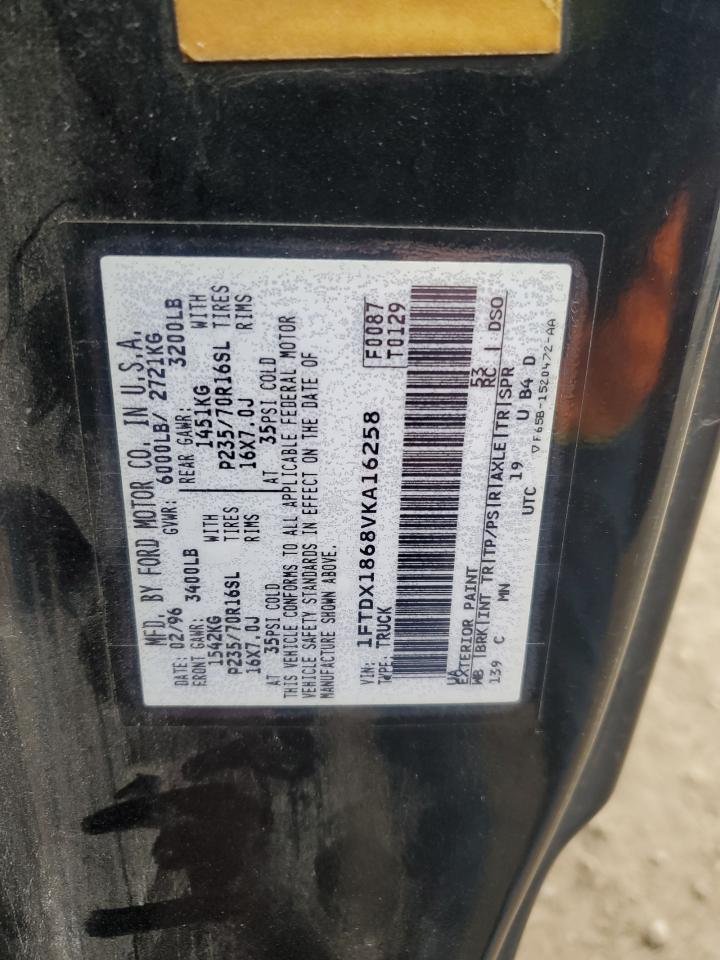 MFD. BY FORD MOTOR CO. IN U.S.A.
DATE: 02/96 GVWR: 6000LB/ 2721KG
FRONT GAWR: 3400LB REAR GAWR: 3200LB
1542KG WITH 1451KG WITH
P235/70R16SL TIRES P235/70R16SL TIRES
16X7.0J RIMS 16X7.0J RIMS
AT 35PSI COLD AT 35PSI COLD
THIS VEHICLE CONFORMS TO ALL APPLICABLE FEDERAL MOTOR
VEHICLE SAFETY STANDARDS IN EFFECT ON THE DATE OF
MANUFACTURE SHOWN ABOVE.
VIN: 1FTDX1868VKA16258 F0087
TYPE: TRUCK T0129
UA 53
EXTERIOR PAINT RC DSO
WB |BRK|INT TR|TP/PS|R|AXLE|TR|SPR
139 C MN 19 U B4 D
UTC
▽F65B-1520472-AA